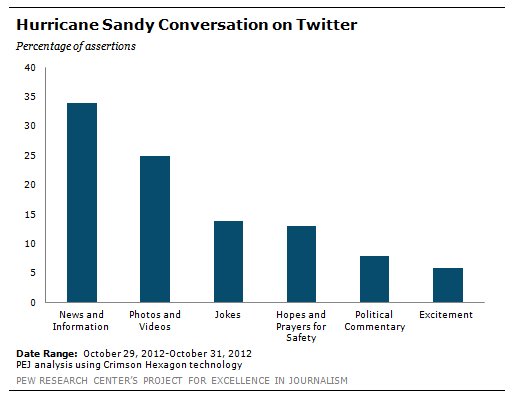 Hurricane Sandy Conversation on Twitter
Percentage of assertions
40
35
30
25
20
15
10
5
0
News and Information
Photos and Videos
Jokes
Hopes and Prayers for Safety
Political Commentary
Excitement
Date Range: October 29, 2012-October 31, 2012
PEJ analysis using Crimson Hexagon technology
PEW RESEARCH CENTER'S PROJECT FOR EXCELLENCE IN JOURNALISM